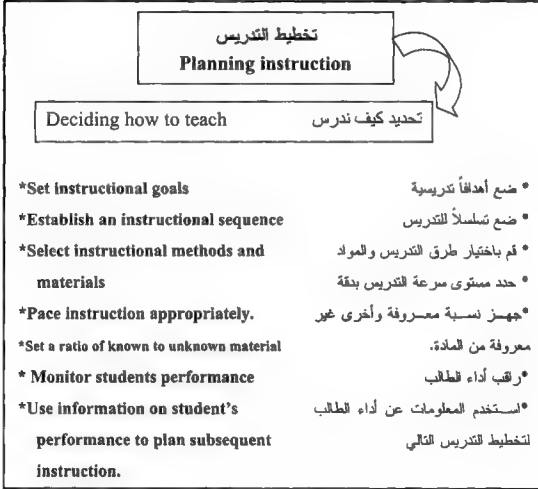 تخطيط التدريس
Planning instruction
Deciding how to teach تحديد كيف ندرس
*Set instructional goals * ضع أهدافاً تدريسية
*Establish an instructional sequence * ضع تسلسلاً للتدريس
*Select instructional methods and * قم باختيار طرق التدريس والمواد
materials * حدد مستوى سرعة التدريس بدقة
*Pace instruction appropriately. *جهـــز نســـبة معـــروفة وأخرى غير
*Set a ratio of known to unknown material معروفة من المادة.
* Monitor students performance *راقب أداء الطالب
*Use information on student's *اســـتخدم المعلومات عن أداء الطالب
performance to plan subsequent لتخطيط التدريس التالي
instruction.